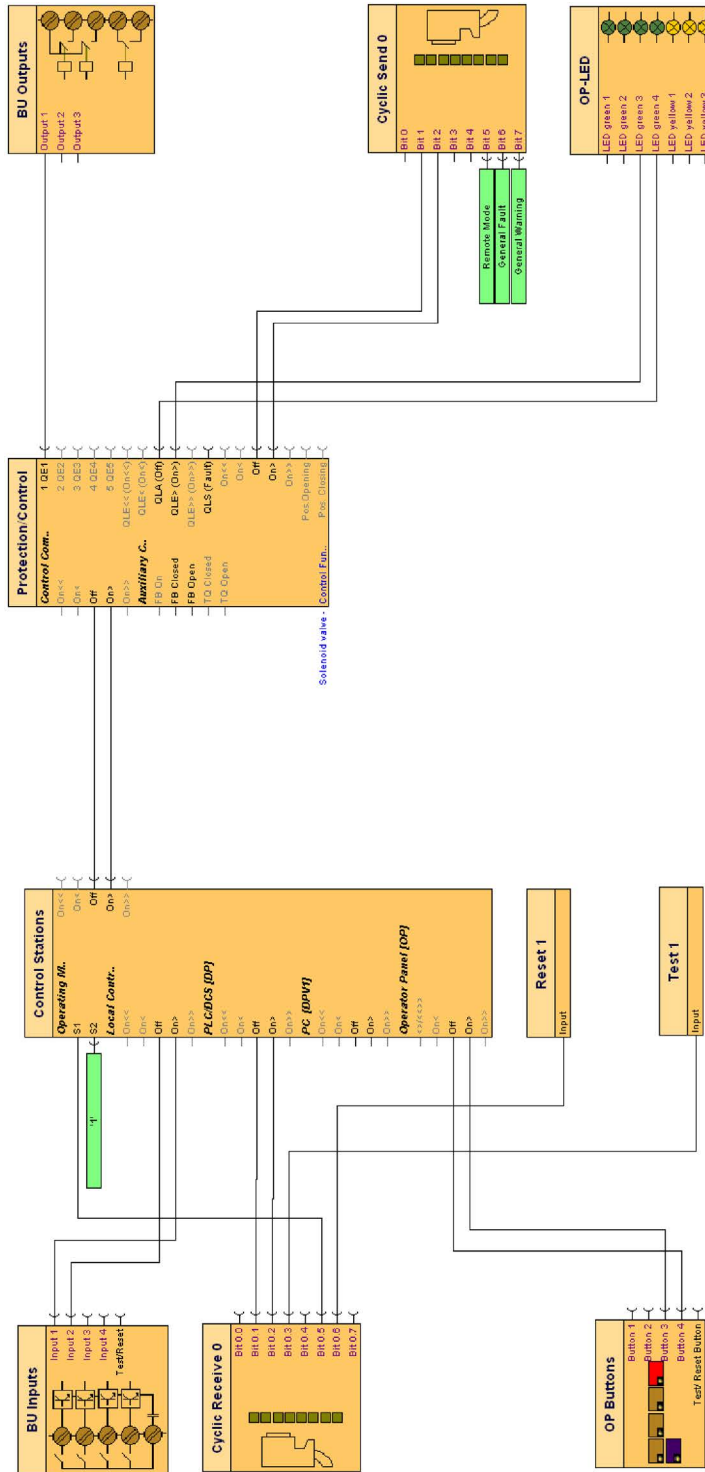 BU Inputs
Input 1
Input 2
Input 3
Input 4
Test/Reset
Cyclic Receive 0
Bit 0.0
Bit 0.1
Bit 0.2
Bit 0.3
Bit 0.4
Bit 0.5
Bit 0.6
Bit 0.7
OP Buttons
Button 1
Button 2
Button 3
Button 4
Test/ Reset Button
'1'
Control Stations
Operating M..
S1
S2
Local Contr..
On<<
On<
Off
On>
On>>
PLC/DCS [DP]
On<<
On<
Off
On>
On>>
PC [DPV1]
On<<
On<
Off
On>
On>>
Operator Panel [OP]
<>/<<>>
On<
Off
On>
On>>
On<<
On<
Off
On>
On>>
Reset 1
Input
Test 1
Input
Protection/Control
Control Com..
On<<
On<
Off
On>
On>>
Auxiliary C..
FB On
FB Closed
FB Open
TQ Closed
TQ Open
1 QE1
2 QE2
3 QE3
4 QE4
5 QE5
QLE<< (On<<)
QLE< (On<)
QLA (Off)
QLE> (On>)
QLE>> (On>>)
QLS (Fault)
On<<
On<
Off
On>
On>>
Pos.Opening
Pos. Closing
Solenoid valve - Control Fun..
BU Outputs
Output 1
Output 2
Output 3
Cyclic Send 0
Bit 0
Bit 1
Bit 2
Bit 3
Bit 4
Bit 5
Bit 6
Bit 7
Remote Mode
General Fault
General Warning
OP-LED
LED green 1
LED green 2
LED green 3
LED green 4
LED yellow 1
LED yellow 2
LED yellow 3